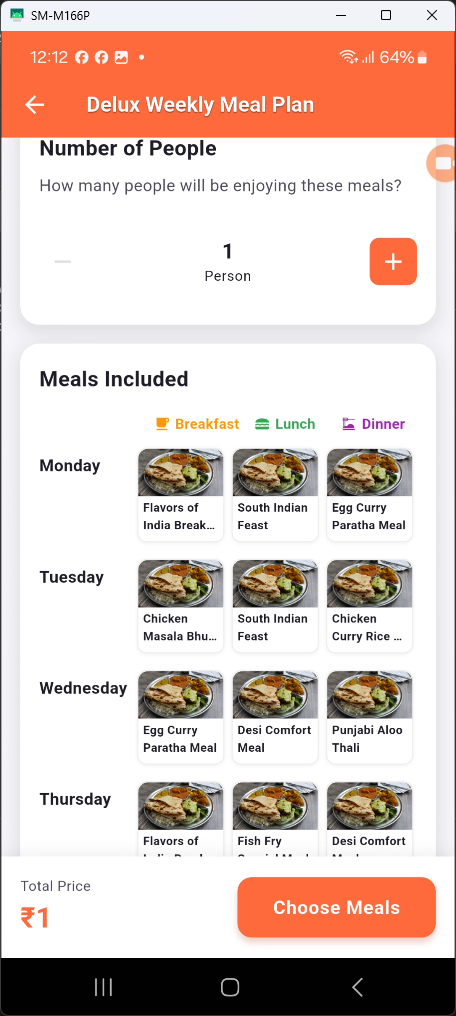 SM-M166P
12:12
64%
Delux Weekly Meal Plan
Number of People
How many people will be enjoying these meals?
1
Person
Meals Included
Breakfast Lunch Dinner
Monday
Flavors of
India Break...
South Indian
Feast
Egg Curry
Paratha Meal
Tuesday
Chicken
Masala Bhu...
South Indian
Feast
Chicken
Curry Rice ...
Wednesday
Egg Curry
Paratha Meal
Desi Comfort
Meal
Punjabi Aloo
Thali
Thursday
Flavors of
Fish Fry
Desi Comfort
Total Price
₹1
Choose Meals